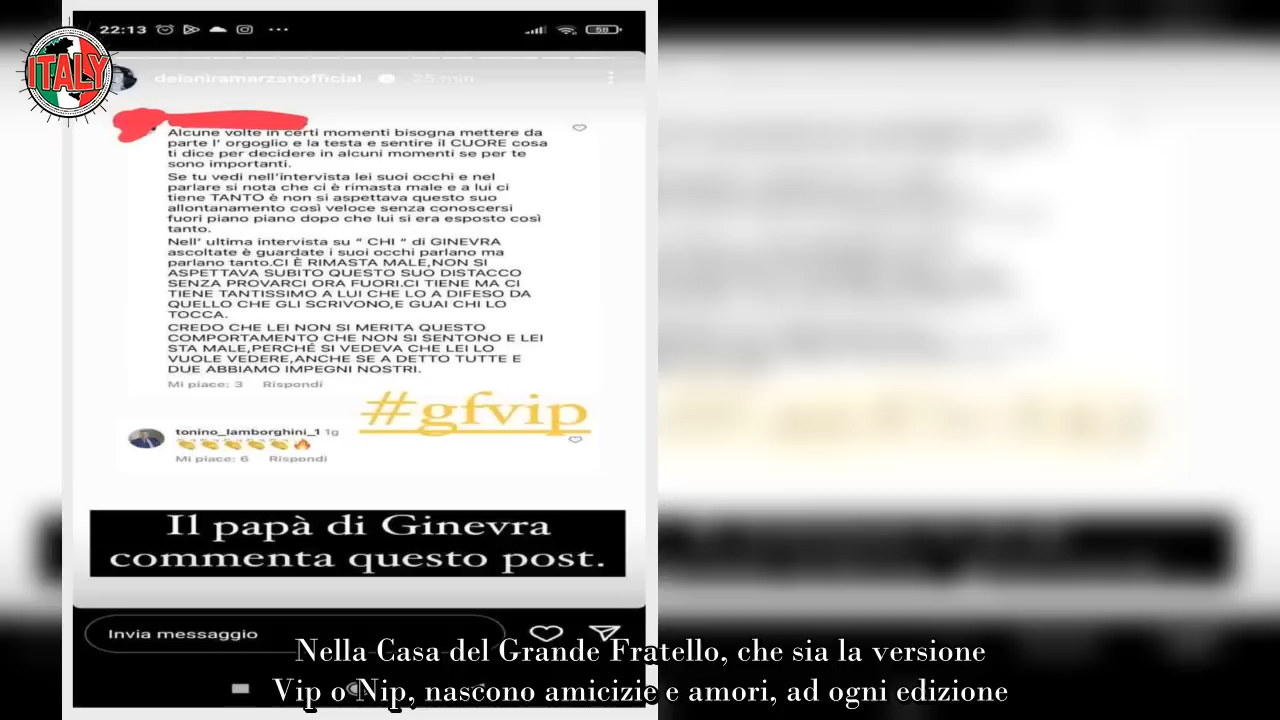 22:13
58
ITALY
deianiramarzanofficial 25 min
Alcune volte in certi momenti bisogna mettere da
parte l' orgoglio e la testa e sentire il CUORE cosa
ti dice per decidere in alcuni momenti se per te
sono importanti.
Se tu vedi nell'intervista lei suoi occhi e nel
parlare si nota che ci è rimasta male e a lui ci
tiene TANTO è non si aspettava questo suo
allontanamento così veloce senza conoscersi
fuori piano piano dopo che lui si era esposto così
tanto.
Nell' ultima intervista su " CHI " di GINEVRA
ascoltate è guardate i suoi occhi parlano ma
parlano tanto.CI È RIMASTA MALE,NON SI
ASPETTAVA SUBITO QUESTO SUO DISTACCO
SENZA PROVARCI ORA FUORI.CI TIENE MA CI
TIENE TANTISSIMO A LUI CHE LO A DIFESO DA
QUELLO CHE GLI SCRIVONO,E GUAI CHI LO
TOCCA.
CREDO CHE LEI NON SI MERITA QUESTO
COMPORTAMENTO CHE NON SI SENTONO E LEI
STA MALE,PERCHÉ SI VEDEVA CHE LEI LO
VUOLE VEDERE,ANCHE SE A DETTO TUTTE E
DUE ABBIAMO IMPEGNI NOSTRI.
Mi piace: 3 Rispondi
#gfvip
tonino_lamborghini_1 1g
👏👏👏👏👏🔥
Mi piace: 6 Rispondi
Il papà di Ginevra
commenta questo post.
Invia messaggio
Nella Casa del Grande Fratello, che sia la versione
Vip o Nip, nascono amicizie e amori, ad ogni edizione